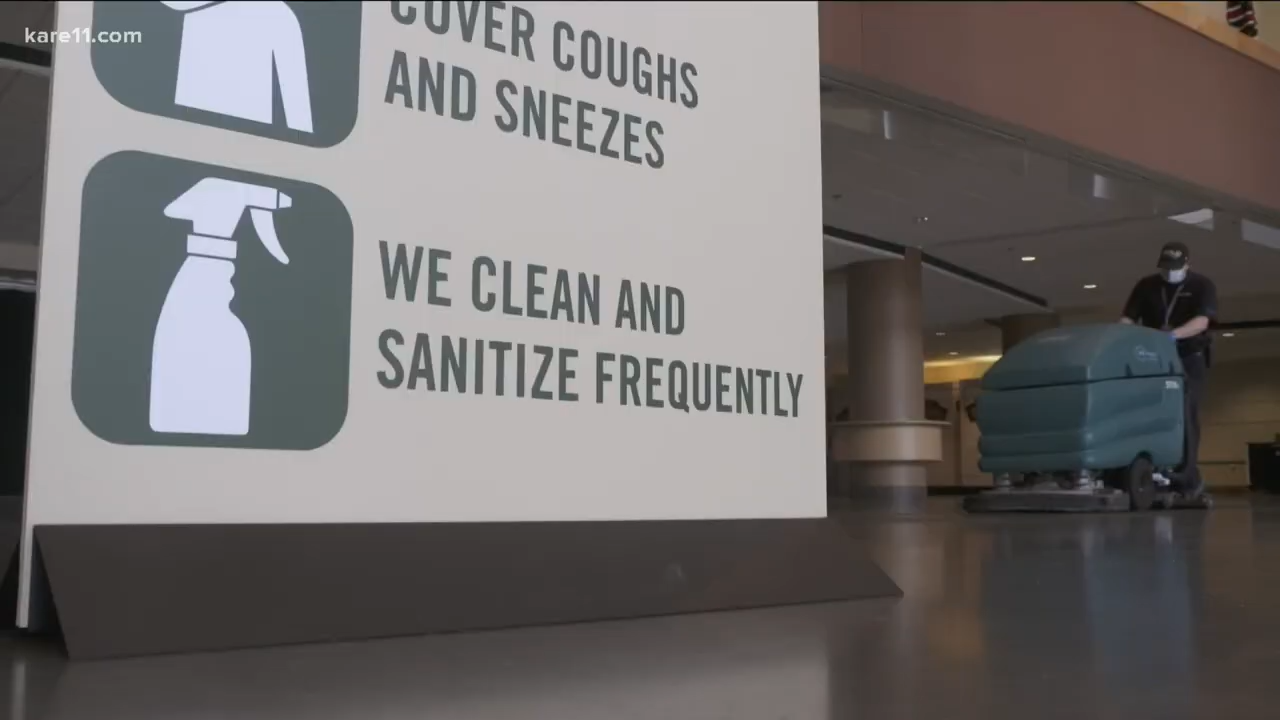 kare11.com
COVER COUGHS
AND SNEEZES
WE CLEAN AND
SANITIZE FREQUENTLY